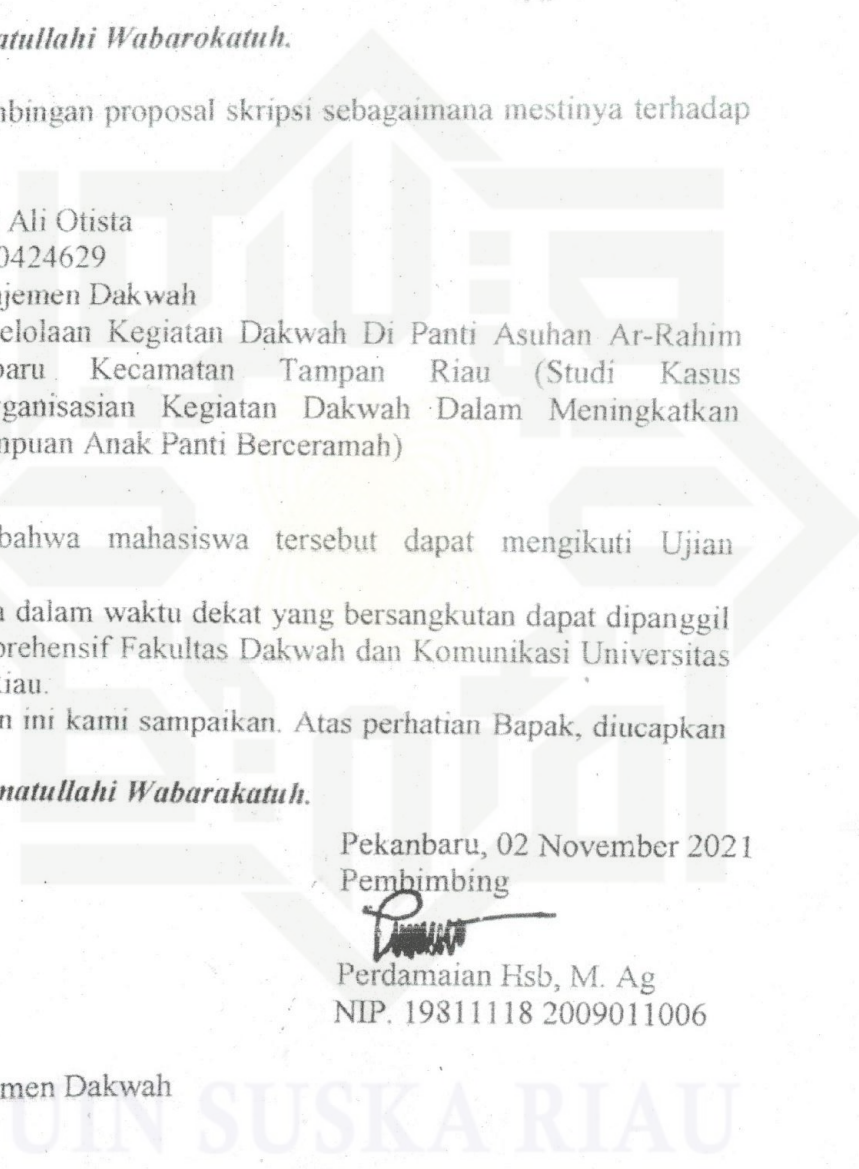 atullahi Wabarokatuh.
nbingan proposal skripsi sebagaimana mestinya terhadap
Ali Otista
0424629
jemen Dakwah
elolaan Kegiatan Dakwah Di Panti Asuhan Ar-Rahim
baru Kecamatan Tampan Riau (Studi Kasus
rganisasian Kegiatan Dakwah Dalam Meningkatkan
mpuan Anak Panti Berceramah)
bahwa mahasiswa tersebut dapat mengikuti Ujian
a dalam waktu dekat yang bersangkutan dapat dipanggil
prehensif Fakultas Dakwah dan Komunikasi Universitas
Riau.
n ini kami sampaikan. Atas perhatian Bapak, diucapkan
matullahi Wabarakatuh.
Pekanbaru, 02 November 2021
Pembimbing
Perdamaian Hsb, M. Ag
NIP. 19811118 2009011006
men Dakwah
UIN SUSKA RIAU